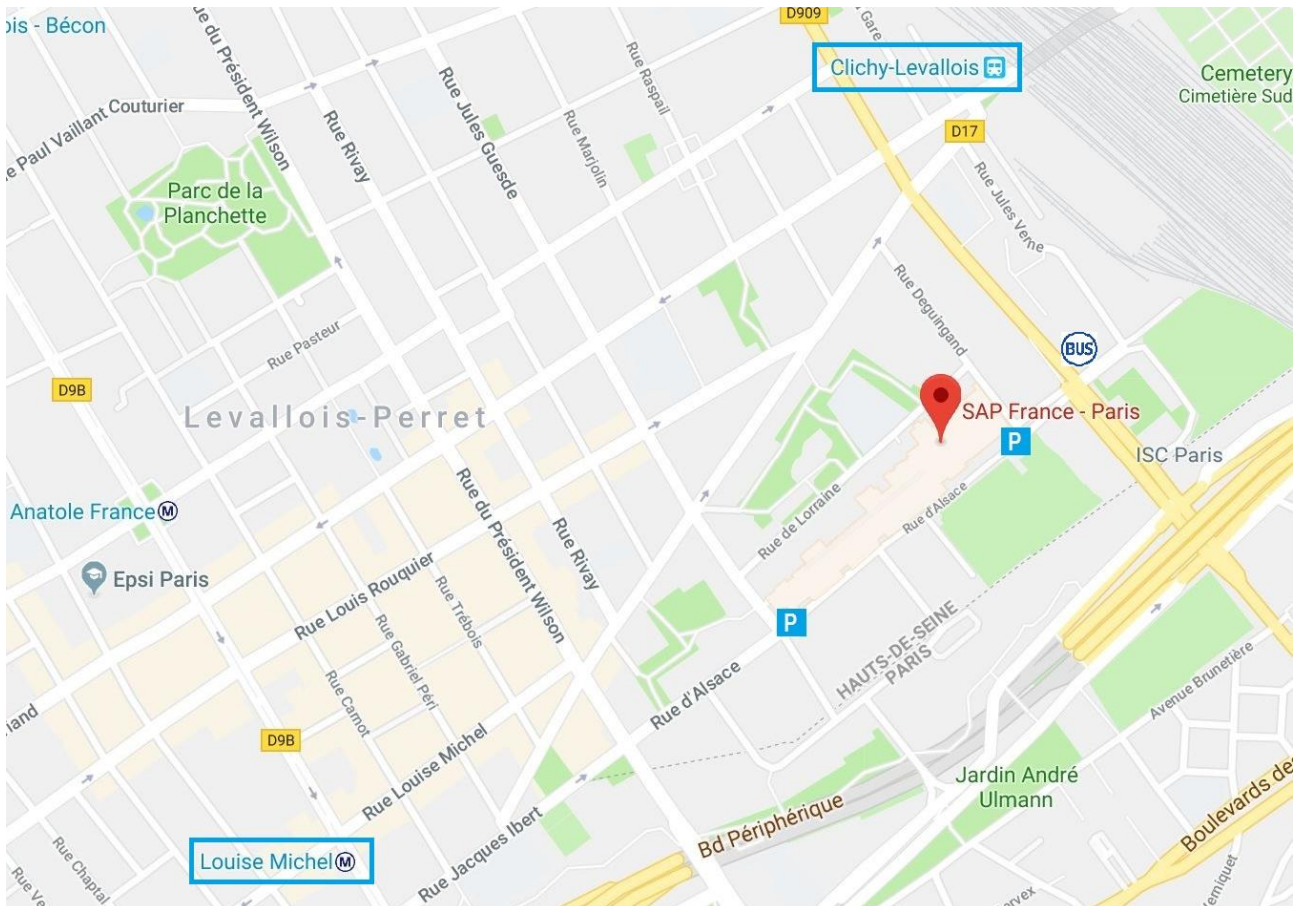 D909
Gare
ois - Bécon
Clichy-Levallois
Cemetery
Cimetière Sud
Rue du Président Wilson
Rue Raspail
Rue Jules Guesde
Paul Vaillant Couturier
Rue Rivay
Rue Marjolin
D17
Rue Jules Verne
Parc de la
Planchette
Rue Deguingand
Rue Pasteur
BUS
D9B
Levallois-Perret
SAP France - Paris
P
ISC Paris
Anatole France M
Rue de Lorraine
Rue d'Alsace
Epsi Paris
Rue Louis Rouquier
Rue Trébois
Rue du Président Wilson
Rue Rivay
P
HAUTS-DE-SEINE
PARIS
Rue Gabriel Péri
Rue Carnot
Rue d'Alsace
Avenue Brunetière
D9B
Rue Louise Michel
Jardin André
Ulmann
Bd Périphérique
Boulevards de
Louise Michel M
Rue Jacques Ibert
Rue Chaptal